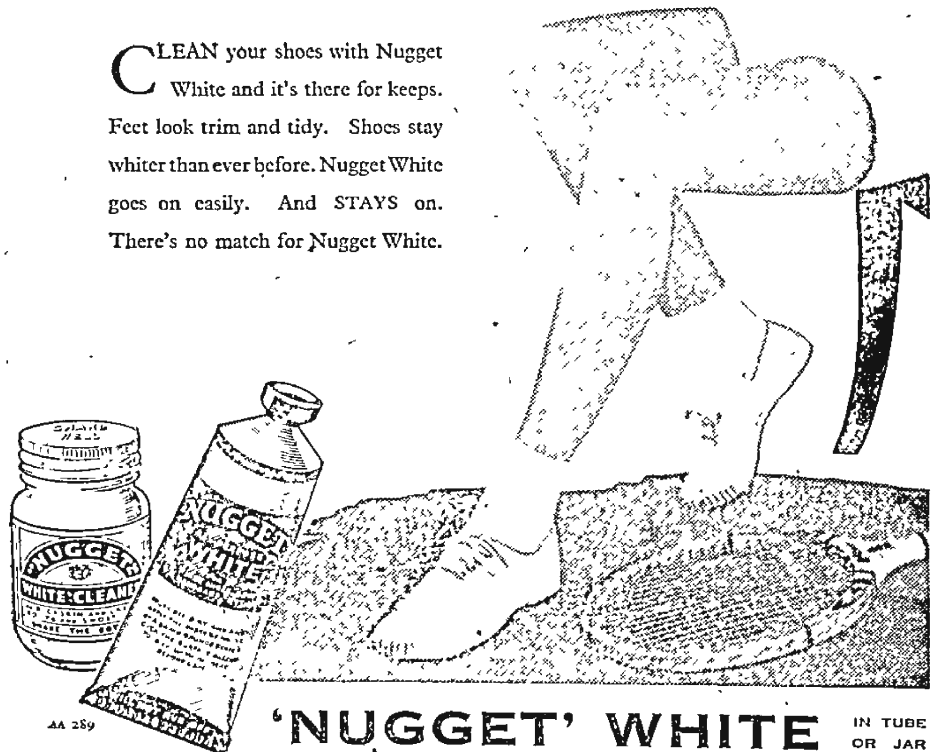 CLEAN your shoes with Nugget
White and it's there for keeps.
Feet look trim and tidy. Shoes stay
whiter than ever before. Nugget White
goes on easily. And STAYS on.
There's no match for Nugget White.
NUGGET
WHITE CLEANE
NUGGET
WHITE
AA 289
'NUGGET' WHITE
IN TUBE
OR JAR